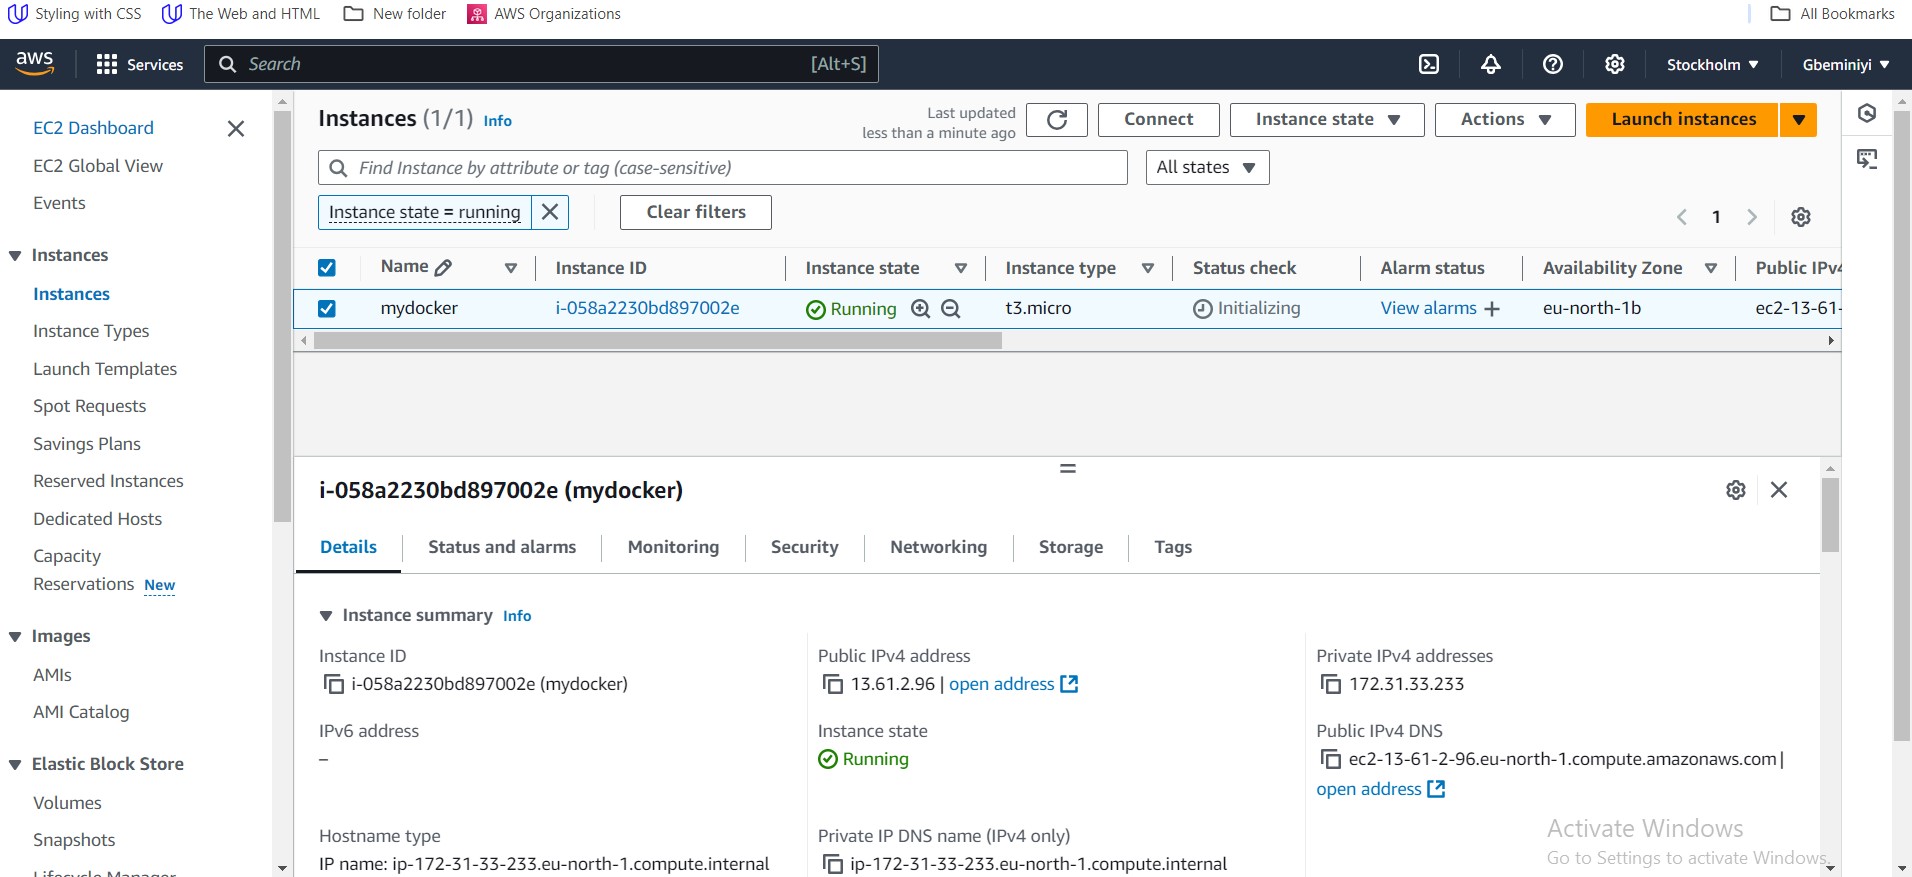 Styling with CSS The Web and HTML New folder AWS Organizations All Bookmarks
aws Services Search [Alt+S] Stockholm Gbeminiyi
EC2 Dashboard
EC2 Global View
Events
Instances
Instances
Instance Types
Launch Templates
Spot Requests
Savings Plans
Reserved Instances
Dedicated Hosts
Capacity
Reservations New
Images
AMIs
AMI Catalog
Elastic Block Store
Volumes
Snapshots
Lifecycle Manager
Instances (1/1) Info
Last updated
less than a minute ago
Connect Instance state Actions Launch instances
Find Instance by attribute or tag (case-sensitive) All states
Instance state = running Clear filters
1
Name Instance ID Instance state Instance type Status check Alarm status Availability Zone Public IPv4
mydocker i-058a2230bd897002e Running t3.micro Initializing View alarms + eu-north-1b ec2-13-61-
i-058a2230bd897002e (mydocker)
Details Status and alarms Monitoring Security Networking Storage Tags
Instance summary Info
Instance ID
i-058a2230bd897002e (mydocker)
Public IPv4 address
13.61.2.96 | open address
Private IPv4 addresses
172.31.33.233
IPv6 address
–
Instance state
Running
Public IPv4 DNS
ec2-13-61-2-96.eu-north-1.compute.amazonaws.com |
open address
Hostname type
IP name: ip-172-31-33-233.eu-north-1.compute.internal
Private IP DNS name (IPv4 only)
ip-172-31-33-233.eu-north-1.compute.internal
Activate Windows
Go to Settings to activate Windows.